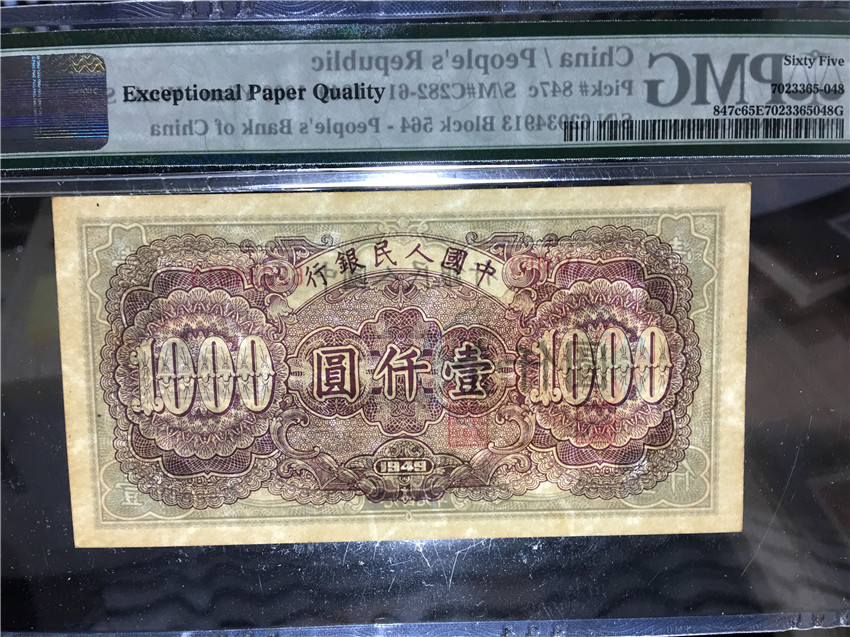 China / People's Republic
PMG
Sixty Five
Exceptional Paper Quality
Pick# 847c S/M#C282-61
7023365-048
S/N 62034913 Block 564 - People's Bank of China
847c65E7023365048G
中國人民銀行
1000
壹仟圓
1000
1949